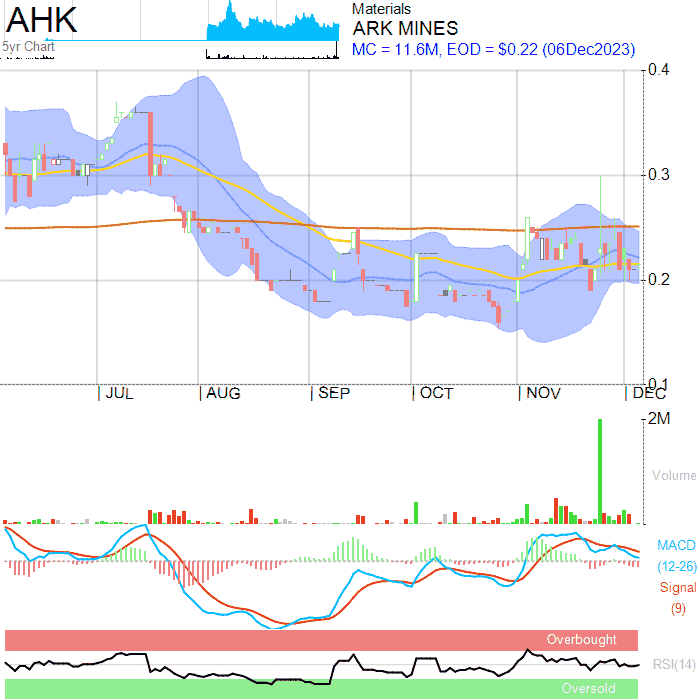 AHK
Materials
ARK MINES
5yr Chart
MC = 11.6M, EOD = $0.22 (06Dec2023)
0.4
0.3
0.2
0.1
JUL
AUG
SEP
OCT
NOV
DEC
2M
Volume
MACD
(12-26)
Signal
(9)
Overbought
RSI(14)
Oversold